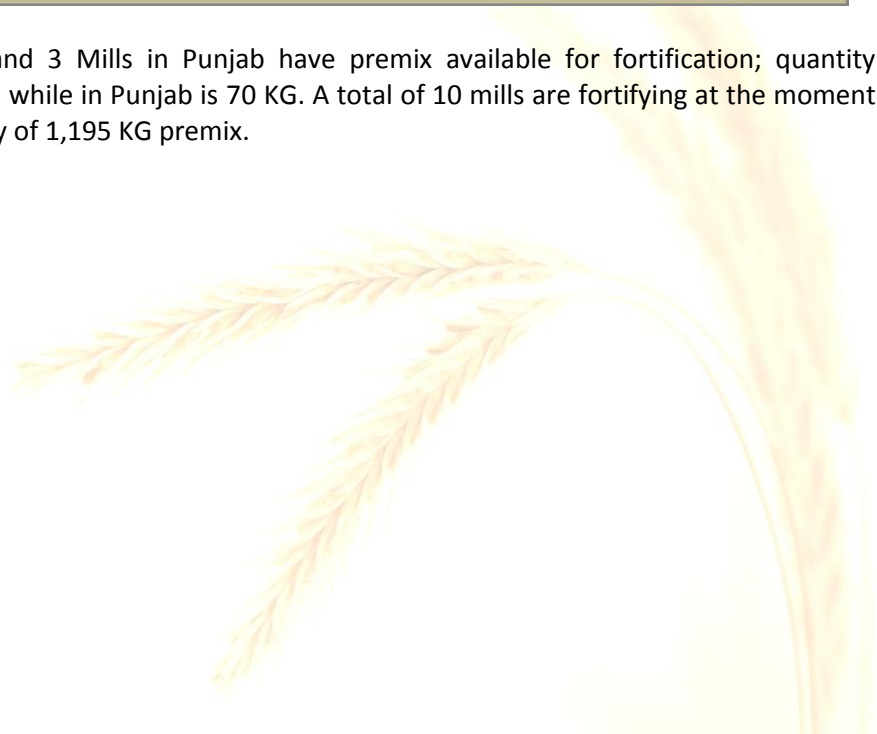 and 3 Mills in Punjab have premix available for fortification; quantity
while in Punjab is 70 KG. A total of 10 mills are fortifying at the moment
y of 1,195 KG premix.